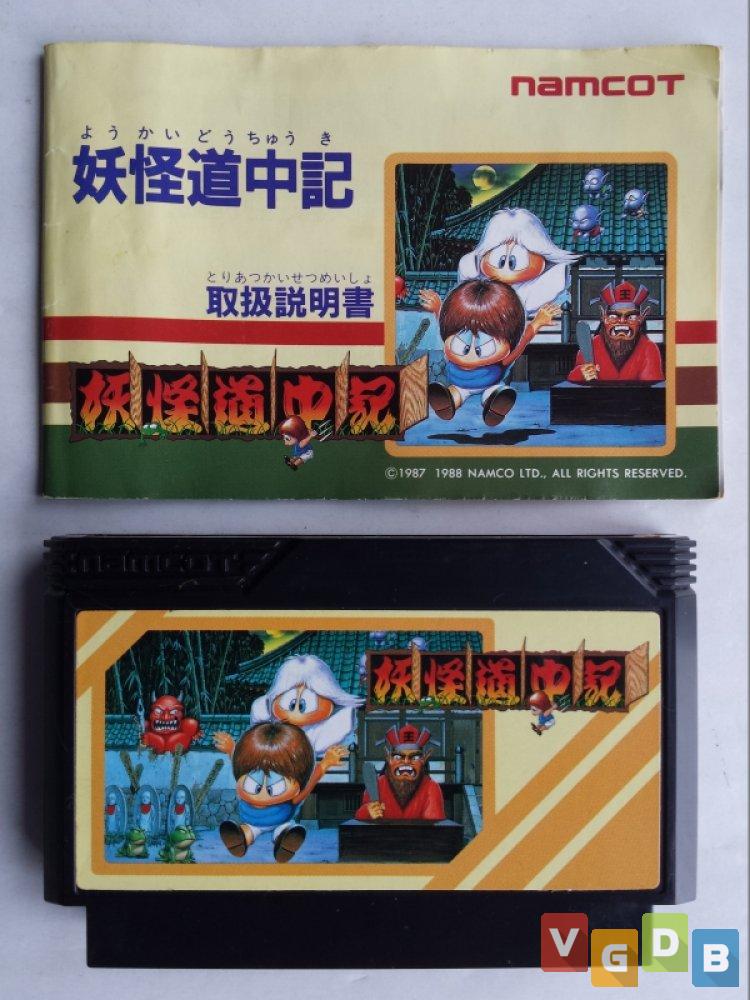 namcot
ようかいどうちゅうき
妖怪道中記
とりあつかいせつめいしょ
取扱説明書
王
妖怪道中記
©1987 1988 NAMCO LTD., ALL RIGHTS RESERVED.
namcot
妖怪道中記
王
VGDB